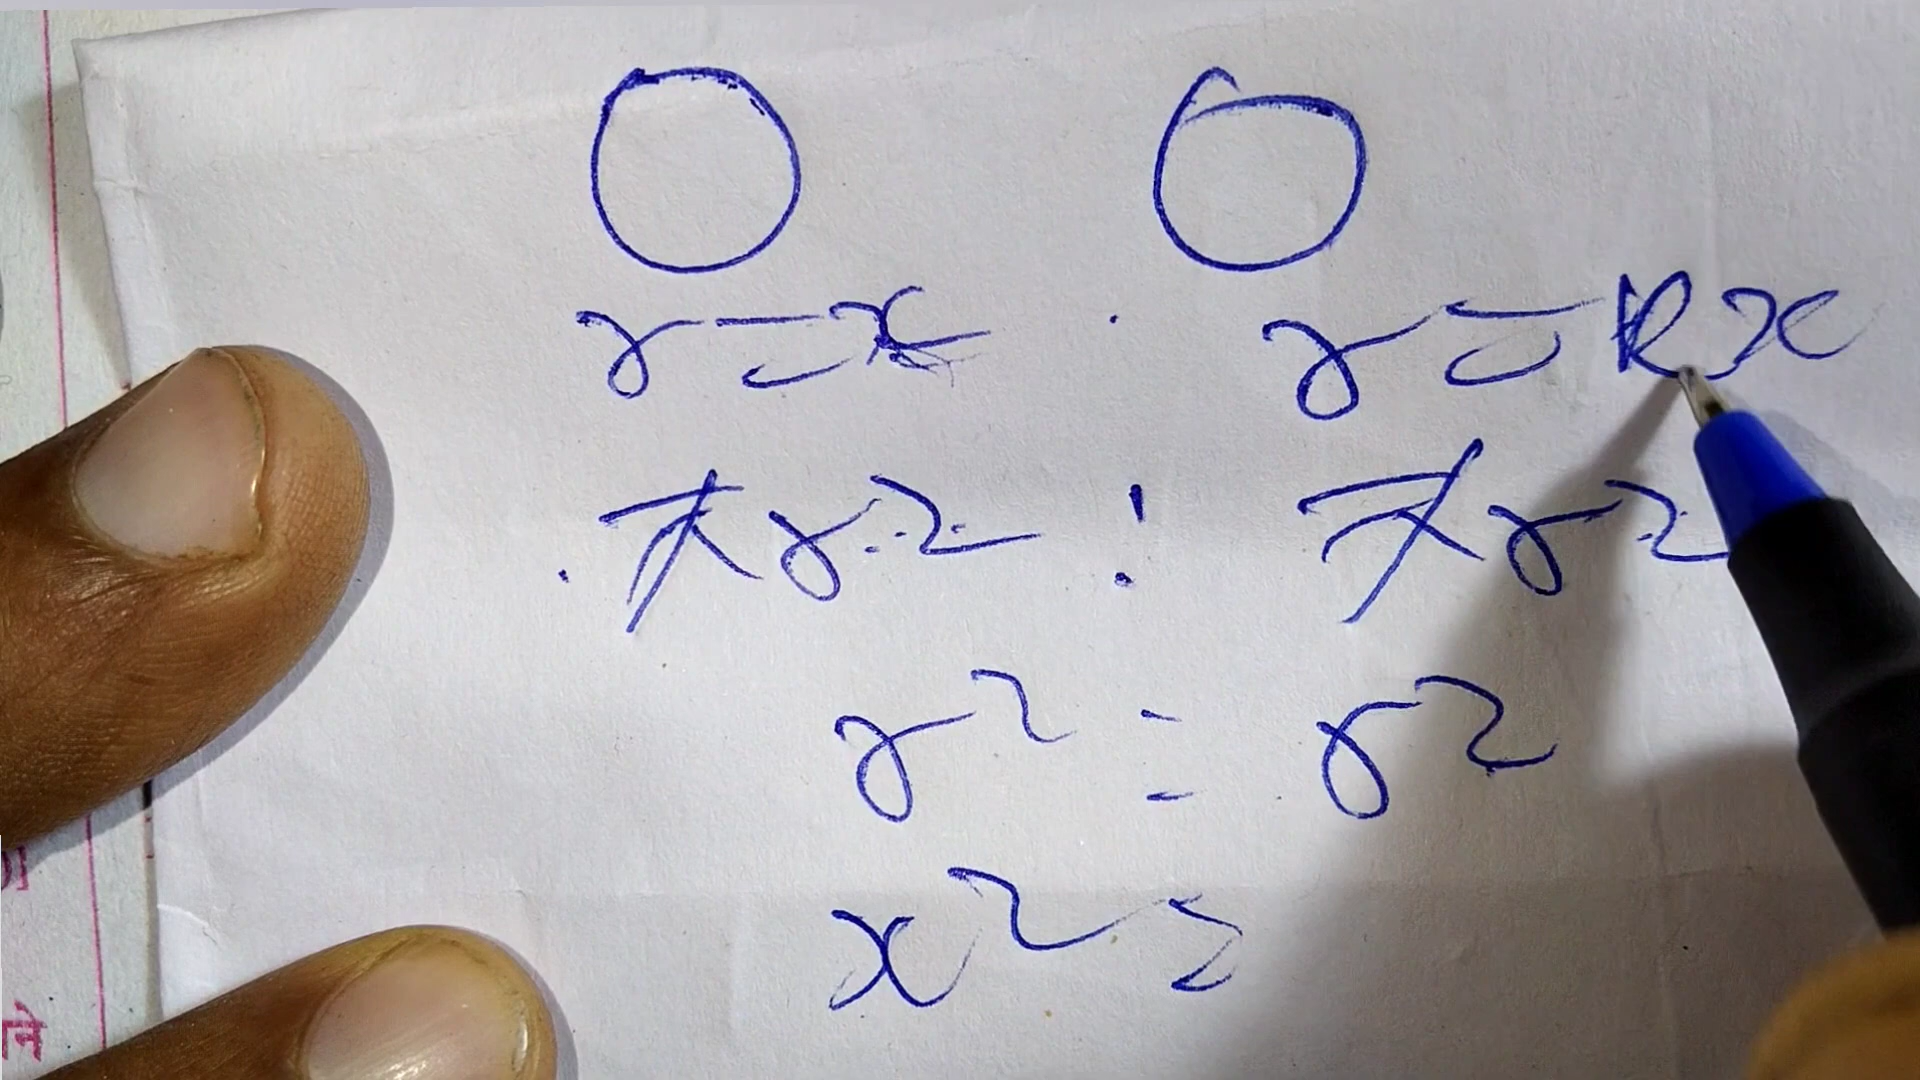 r = x r = kx
πr² : πr²
r² : r²
x² :
ने